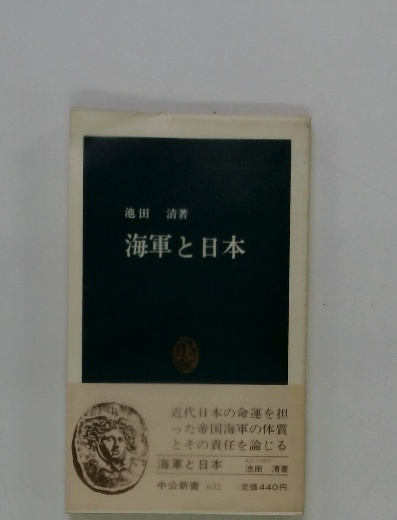 池田 清著
海軍と日本
近代日本の命運を担
った帝国海軍の体質
とその責任を論じる
海軍と日本
池田 清著
中公新書 632
定価440円